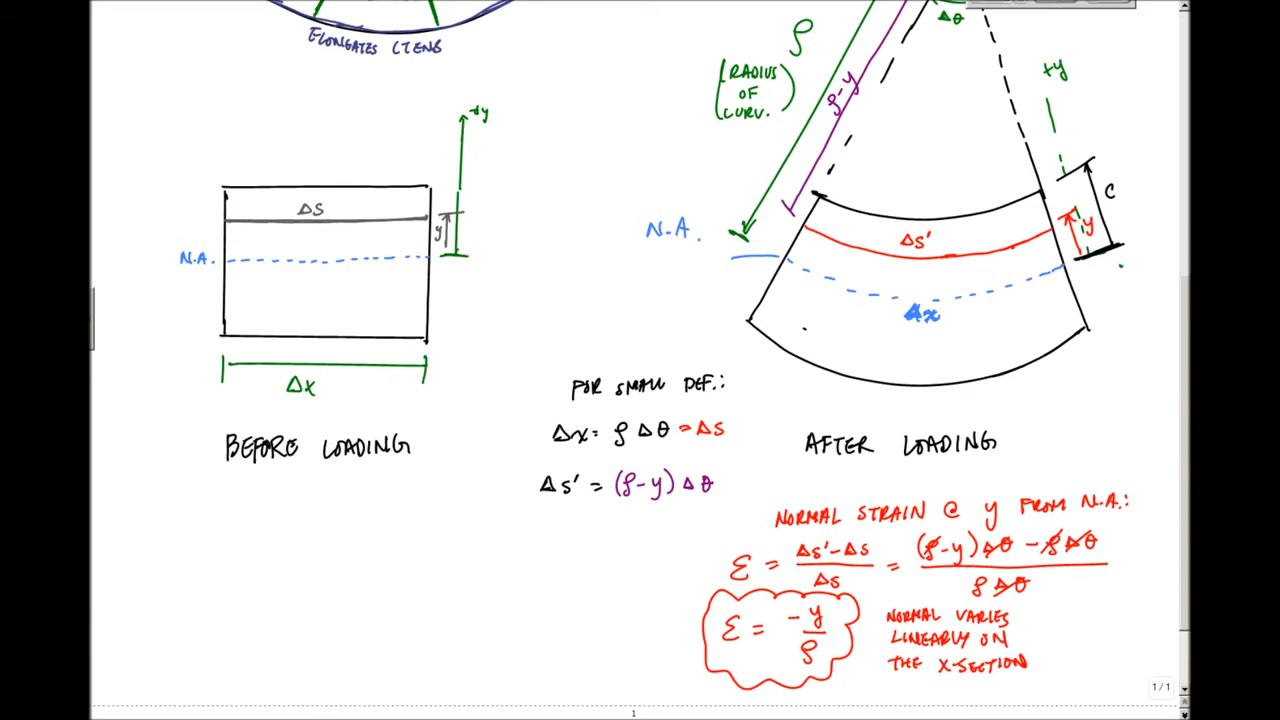 ELONGATES (TENS
Δθ
ρ
(RADIUS
OF
CURV.)
ρ-y
+y
+y
ΔS
y
N.A.
Δx
BEFORE LOADING
N.A.
ΔS'
Δx
y
C
AFTER LOADING
FOR SMALL DEF.:
Δx = ρ Δθ = ΔS
ΔS' = (ρ-y) Δθ
NORMAL STRAIN @ y FROM N.A.:
ε = ΔS'-ΔS / ΔS = (ρ-y)Δθ - ρΔθ / ρΔθ
ε = -y/ρ
NORMAL VARIES
LINEARLY ON
THE X-SECTION
1/1
1